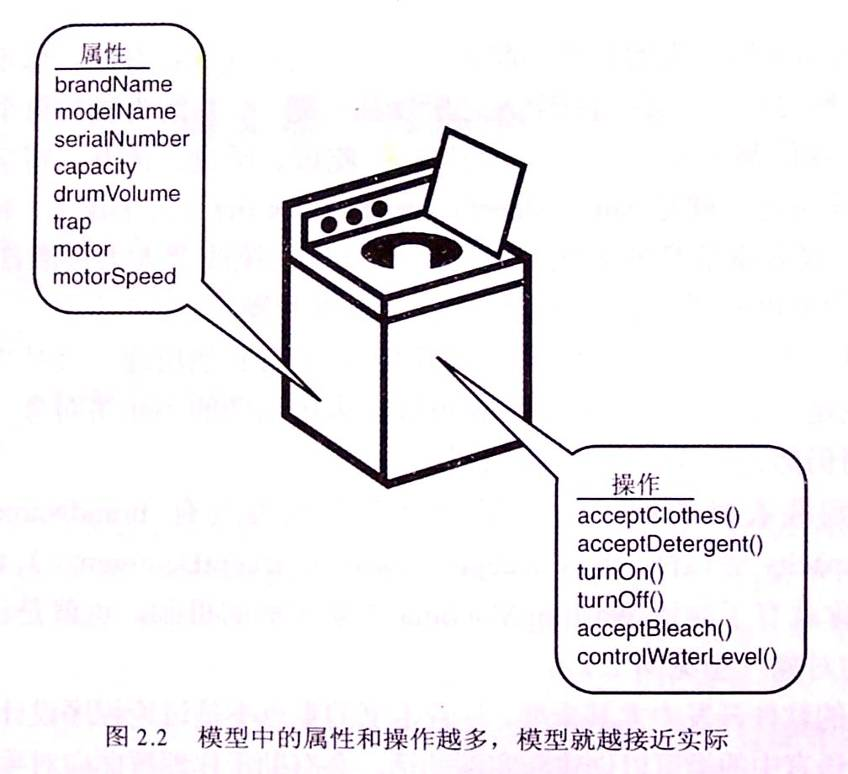 属性
brandName
modelName
serialNumber
capacity
drumVolume
trap
motor
motorSpeed
操作
acceptClothes()
acceptDetergent()
turnOn()
turnOff()
acceptBleach()
controlWaterLevel()
图 2.2 模型中的属性和操作越多，模型就越接近实际